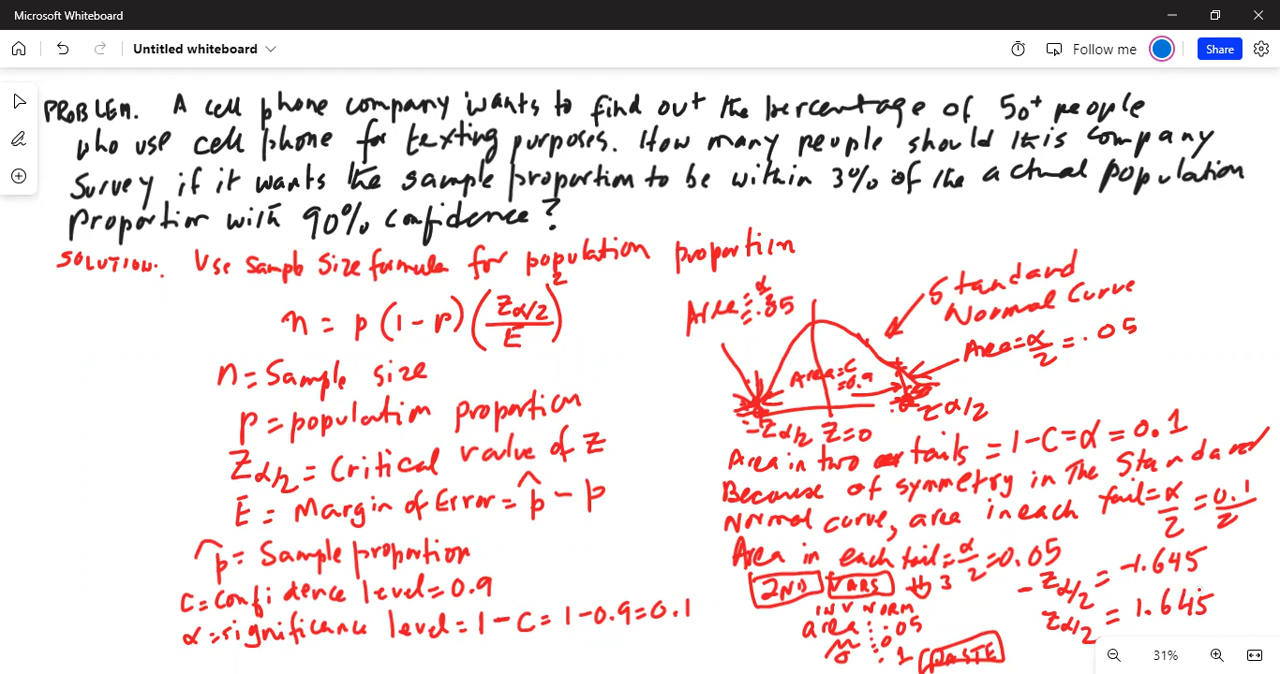 Microsoft Whiteboard
Untitled whiteboard
Follow me
Share
PROBLEM. A cell phone company wants to find out the percentage of 50+ people
who use cell phone for texting purposes. How many people should this company
Survey if it wants the sample proportion to be within 3% of the actual population
proportion with 90% confidence?
SOLUTION: Use Sample Size formula for population proportion
n = p (1 - p) (Zα/2 / E)²
n = Sample size
p = population proportion
Zα/2 = Critical value of Z
E = Margin of Error = p̂ - p
p̂ = Sample proportion
C = Confidence level = 0.9
α = significance level = 1 - C = 1 - 0.9 = 0.1
Standard
Normal Curve
Area = α/2
= .05
Area = α/2 = .05
Area = C
= 0.9
-Zα/2 Z=0 Zα/2
Area in two tails = 1 - C = α = 0.1
Because of symmetry in The Standard
Normal curve, area in each tail = α/2 = 0.1/2
Area in each tail = α/2 = 0.05
2ND VARS 3
INV NORM
area : .05
μ : 0
σ : 1 PASTE
-Zα/2 = -1.645
Zα/2 = 1.645
31%